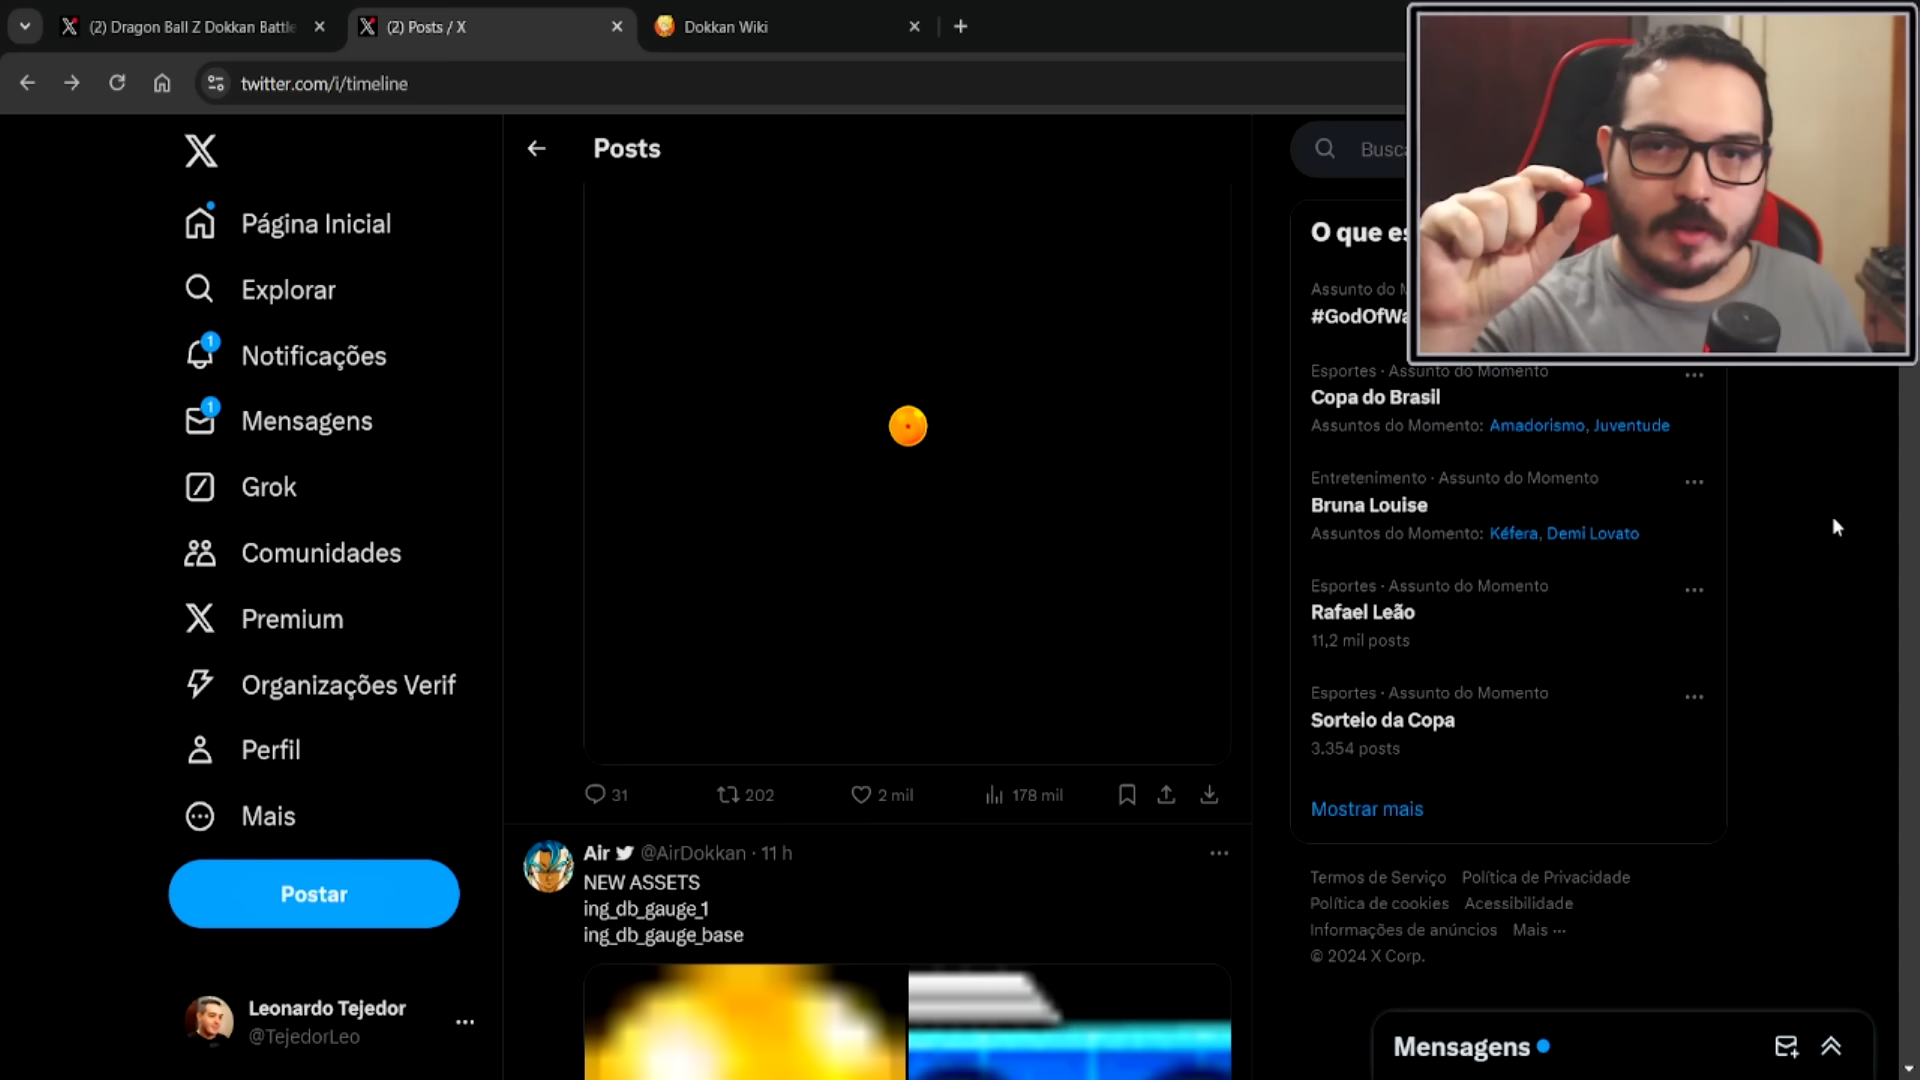 (2) Dragon Ball Z Dokkan Battle
(2) Posts / X
Dokkan Wiki
twitter.com/i/timeline
Posts
Página Inicial
Explorar
1
Notificações
1
Mensagens
Grok
Comunidades
Premium
Organizações Verif
Perfil
Mais
Postar
Leonardo Tejedor
@TejedorLeo
31
202
2 mil
178 mil
Air @AirDokkan · 11 h
NEW ASSETS
ing_db_gauge_1
ing_db_gauge_base
Busc
O que es
Assunto do M
#GodOfWa
Esportes · Assunto do Momento
Copa do Brasil
Assuntos do Momento: Amadorismo, Juventude
Entretenimento · Assunto do Momento
Bruna Louise
Assuntos do Momento: Kéfera, Demi Lovato
Esportes · Assunto do Momento
Rafael Leão
11,2 mil posts
Esportes · Assunto do Momento
Sorteio da Copa
3.354 posts
Mostrar mais
Termos de Serviço Política de Privacidade
Política de cookies Acessibilidade
Informações de anúncios Mais ...
© 2024 X Corp.
Mensagens